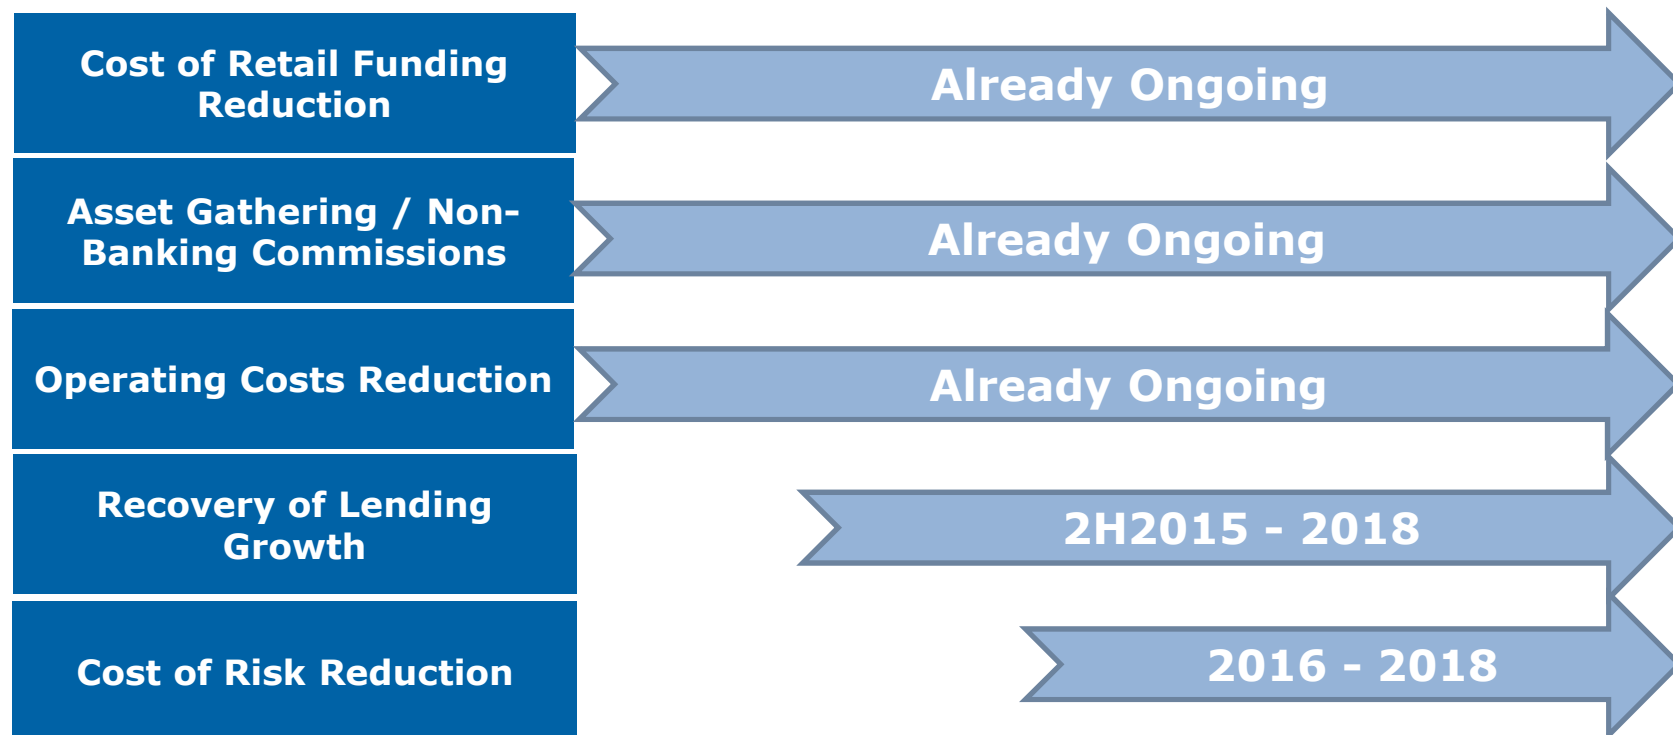 Cost of Retail Funding
Reduction
Already Ongoing
Asset Gathering / Non-
Banking Commissions
Already Ongoing
Operating Costs Reduction
Already Ongoing
Recovery of Lending
Growth
2H2015 - 2018
Cost of Risk Reduction
2016 - 2018